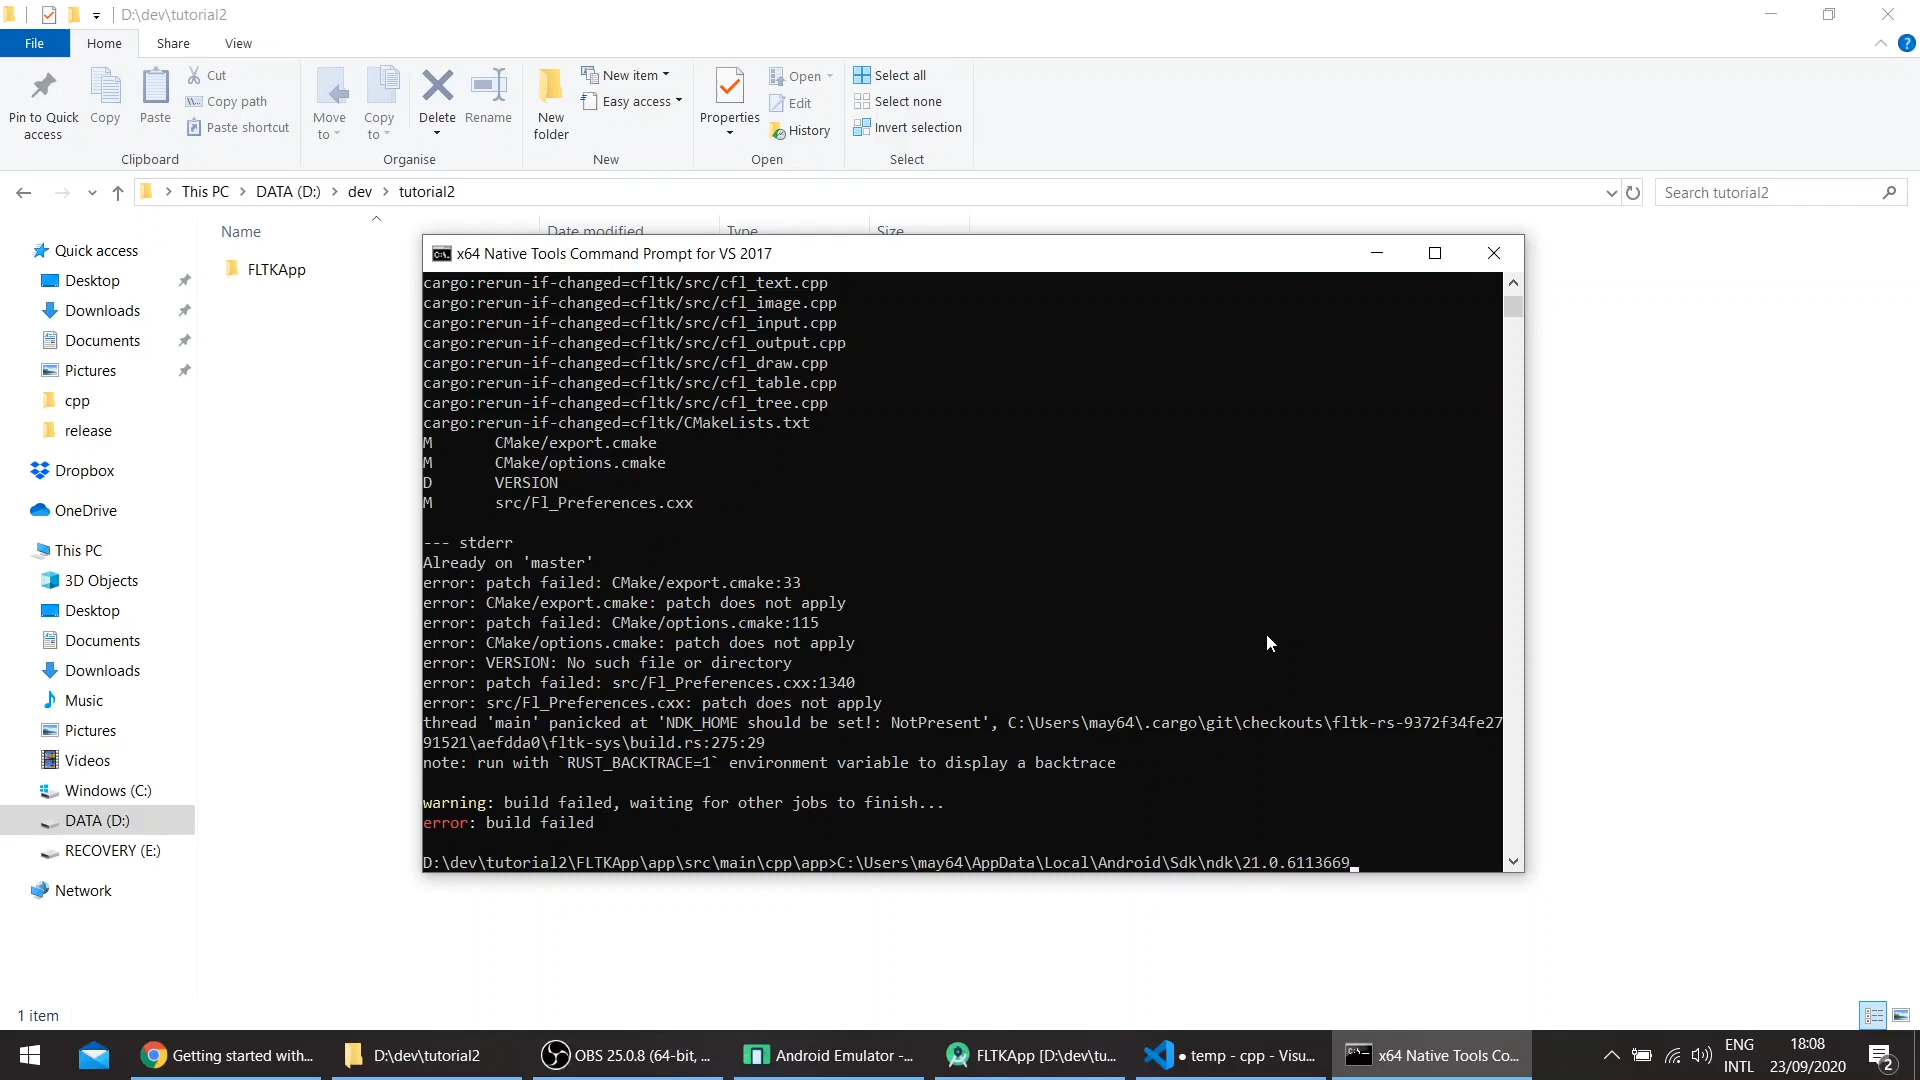 D:\dev\tutorial2
File
Home
Share
View
Pin to Quick access
Copy
Paste
Cut
Copy path
Paste shortcut
Move to
Copy to
Delete
Rename
New folder
New item
Easy access
Properties
Open
Edit
History
Select all
Select none
Invert selection
Clipboard
Organise
New
Open
Select
This PC > DATA (D:) > dev > tutorial2
Search tutorial2
Name
Date modified
Type
Size
Quick access
Desktop
Downloads
Documents
Pictures
cpp
release
Dropbox
OneDrive
This PC
3D Objects
Desktop
Documents
Downloads
Music
Pictures
Videos
Windows (C:)
DATA (D:)
RECOVERY (E:)
Network
FLTKApp
x64 Native Tools Command Prompt for VS 2017
cargo:rerun-if-changed=cfltk/src/cfl_text.cpp
cargo:rerun-if-changed=cfltk/src/cfl_image.cpp
cargo:rerun-if-changed=cfltk/src/cfl_input.cpp
cargo:rerun-if-changed=cfltk/src/cfl_output.cpp
cargo:rerun-if-changed=cfltk/src/cfl_draw.cpp
cargo:rerun-if-changed=cfltk/src/cfl_table.cpp
cargo:rerun-if-changed=cfltk/src/cfl_tree.cpp
cargo:rerun-if-changed=cfltk/CMakeLists.txt
M       CMake/export.cmake
M       CMake/options.cmake
D       VERSION
M       src/Fl_Preferences.cxx
--- stderr
Already on 'master'
error: patch failed: CMake/export.cmake:33
error: CMake/export.cmake: patch does not apply
error: patch failed: CMake/options.cmake:115
error: CMake/options.cmake: patch does not apply
error: VERSION: No such file or directory
error: patch failed: src/Fl_Preferences.cxx:1340
error: src/Fl_Preferences.cxx: patch does not apply
thread 'main' panicked at 'NDK_HOME should be set!: NotPresent', C:\Users\may64\.cargo\git\checkouts\fltk-rs-9372f34fe27
91521\aefdda0\fltk-sys\build.rs:275:29
note: run with `RUST_BACKTRACE=1` environment variable to display a backtrace
warning: build failed, waiting for other jobs to finish...
error: build failed
D:\dev\tutorial2\FLTKApp\app\src\main\cpp\app>C:\Users\may64\AppData\Local\Android\Sdk\ndk\21.0.6113669_
1 item
Getting started with...
D:\dev\tutorial2
OBS 25.0.8 (64-bit, ...
Android Emulator -...
FLTKApp [D:\dev\tu...
● temp - cpp - Visu...
x64 Native Tools Co...
ENG
INTL
18:08
23/09/2020
2